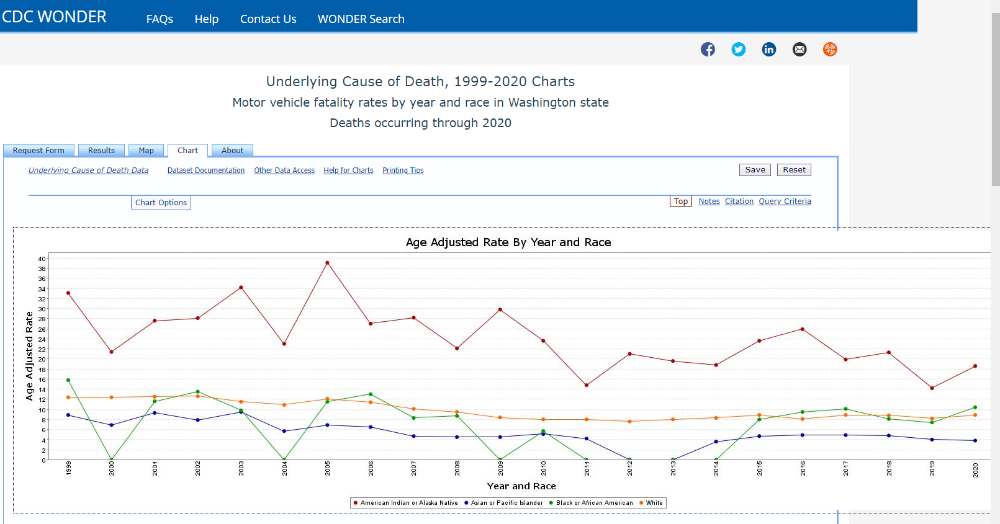 CDC WONDER FAQs Help Contact Us WONDER Search
Underlying Cause of Death, 1999-2020 Charts
Motor vehicle fatality rates by year and race in Washington state
Deaths occurring through 2020
Request Form Results Map Chart About
Underlying Cause of Death Data Dataset Documentation Other Data Access Help for Charts Printing Tips Save Reset
Chart Options Top Notes Citation Query Criteria
Age Adjusted Rate By Year and Race
Age Adjusted Rate
40
38
36
34
32
30
28
26
24
22
20
18
16
14
12
10
8
6
4
2
0
1999 2000 2001 2002 2003 2004 2005 2006 2007 2008 2009 2010 2011 2012 2013 2014 2015 2016 2017 2018 2019 2020
Year and Race
American Indian or Alaska Native Asian or Pacific Islander Black or African American White